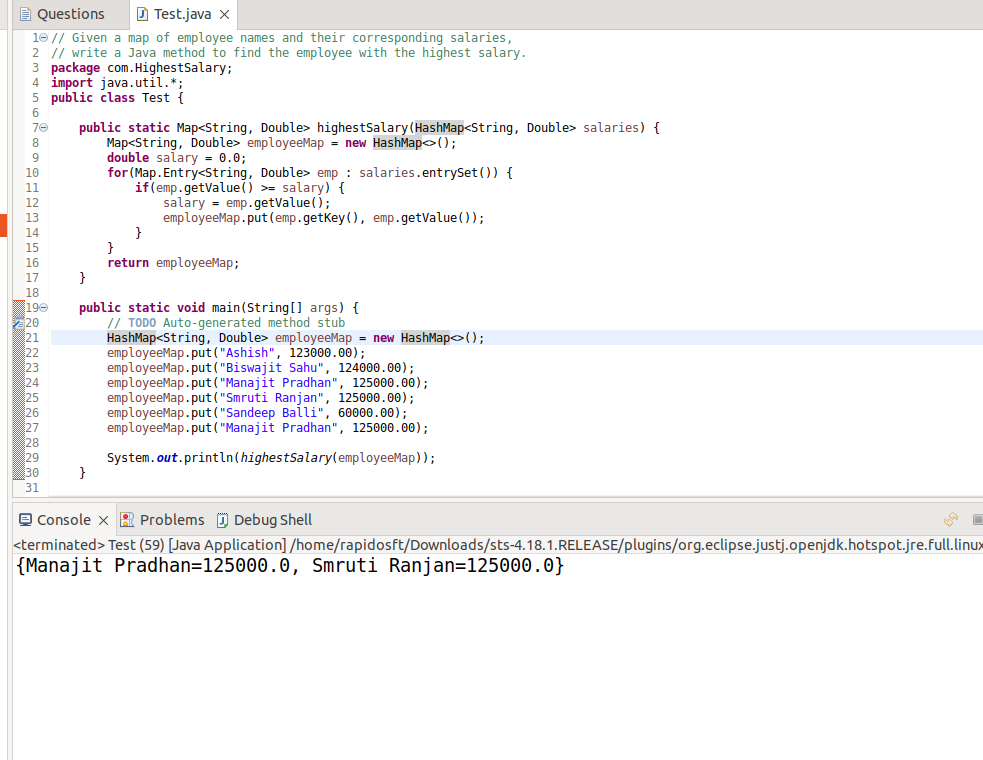 Questions Test.java
1 // Given a map of employee names and their corresponding salaries,
2 // write a Java method to find the employee with the highest salary.
3 package com.HighestSalary;
4 import java.util.*;
5 public class Test {
6
7 public static Map<String, Double> highestSalary(HashMap<String, Double> salaries) {
8 Map<String, Double> employeeMap = new HashMap<>();
9 double salary = 0.0;
10 for(Map.Entry<String, Double> emp : salaries.entrySet()) {
11 if(emp.getValue() >= salary) {
12 salary = emp.getValue();
13 employeeMap.put(emp.getKey(), emp.getValue());
14 }
15 }
16 return employeeMap;
17 }
18
19 public static void main(String[] args) {
20 // TODO Auto-generated method stub
21 HashMap<String, Double> employeeMap = new HashMap<>();
22 employeeMap.put("Ashish", 123000.00);
23 employeeMap.put("Biswajit Sahu", 124000.00);
24 employeeMap.put("Manajit Pradhan", 125000.00);
25 employeeMap.put("Smruti Ranjan", 125000.00);
26 employeeMap.put("Sandeep Balli", 60000.00);
27 employeeMap.put("Manajit Pradhan", 125000.00);
28
29 System.out.println(highestSalary(employeeMap));
30 }
31
Console Problems Debug Shell
<terminated> Test (59) [Java Application] /home/rapidosft/Downloads/sts-4.18.1.RELEASE/plugins/org.eclipse.justj.openjdk.hotspot.jre.full.linux
{Manajit Pradhan=125000.0, Smruti Ranjan=125000.0}